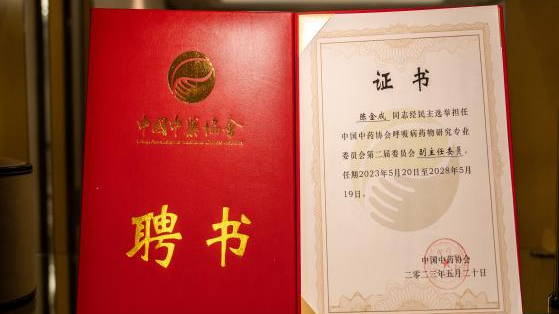 中国中药协会
聘书
证书
陈金成 同志经民主选举担任
中国中药协会呼吸病药物研究专业
委员会第二届委员会 副主任委员，
任期2023年5月20日至2028年5月
19日。
中国中药协会
二〇二三年五月二十日